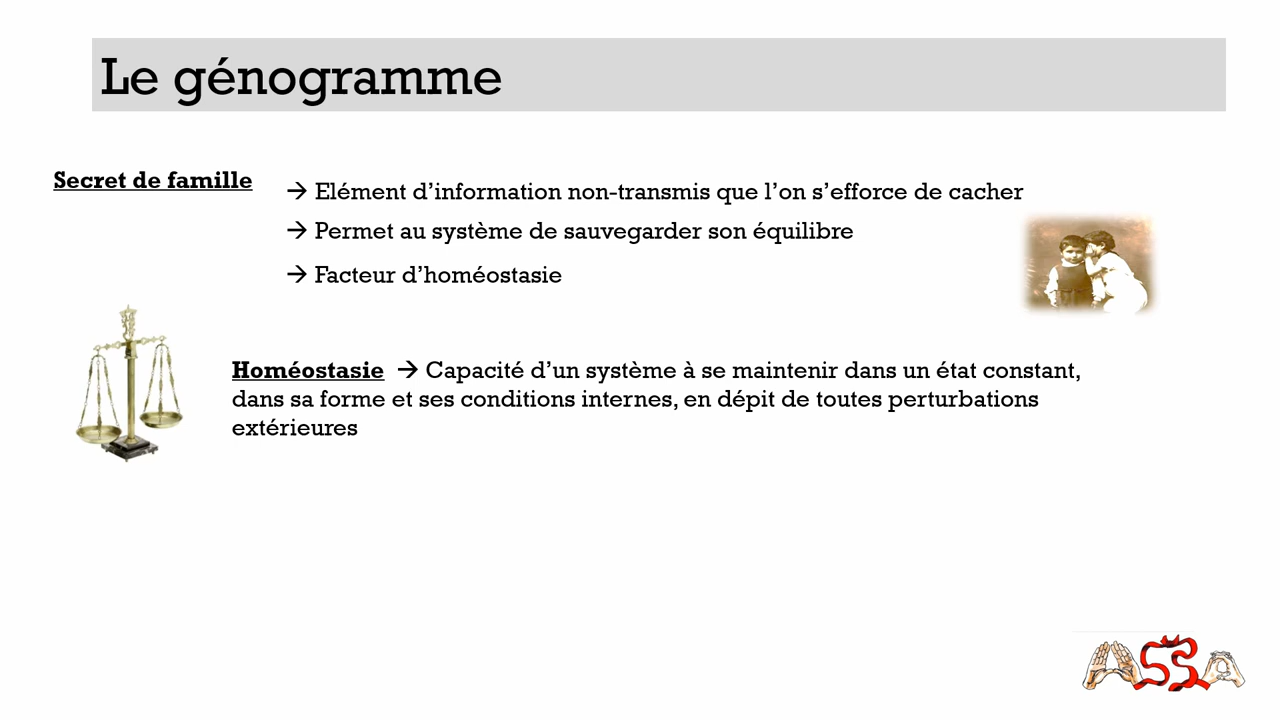 Le génogramme
Secret de famille
→ Elément d’information non-transmis que l’on s’efforce de cacher
→ Permet au système de sauvegarder son équilibre
→ Facteur d’homéostasie
Homéostasie → Capacité d’un système à se maintenir dans un état constant,
dans sa forme et ses conditions internes, en dépit de toutes perturbations
extérieures